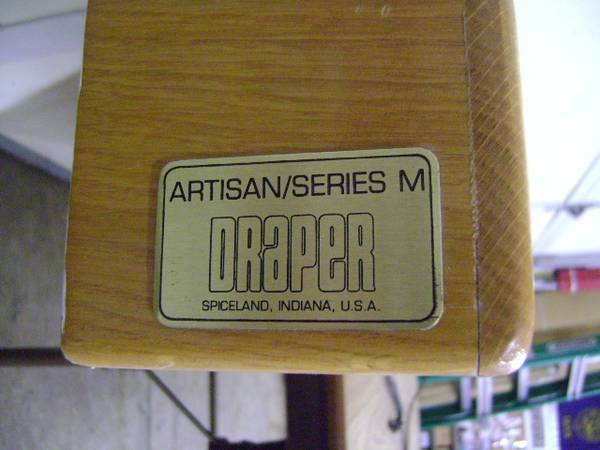 ARTISAN/SERIES M
DRAPER
SPICELAND, INDIANA, U.S.A.